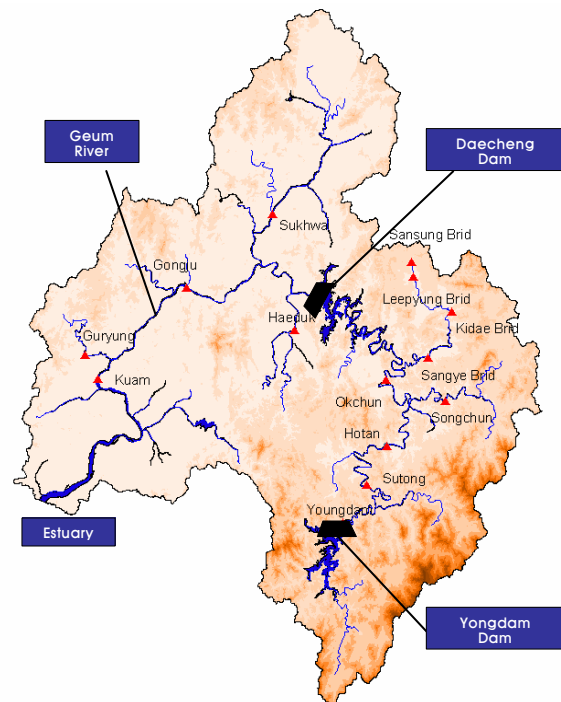 Geum
River
Daecheng
Dam
Sukhwa
Sansung Brid
Gongju
Leepyung Brid
Haeduk
Kidae Brid
Guryung
Sangye Brid
Kuam
Okchun
Songchun
Hotan
Sutong
Youngdam
Estuary
Yongdam
Dam